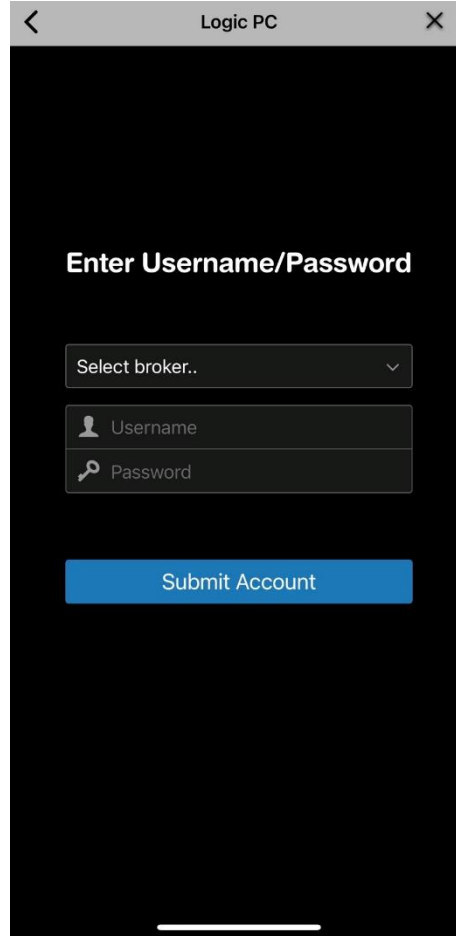 Logic PC
Enter Username/Password
Select broker..
Username
Password
Submit Account